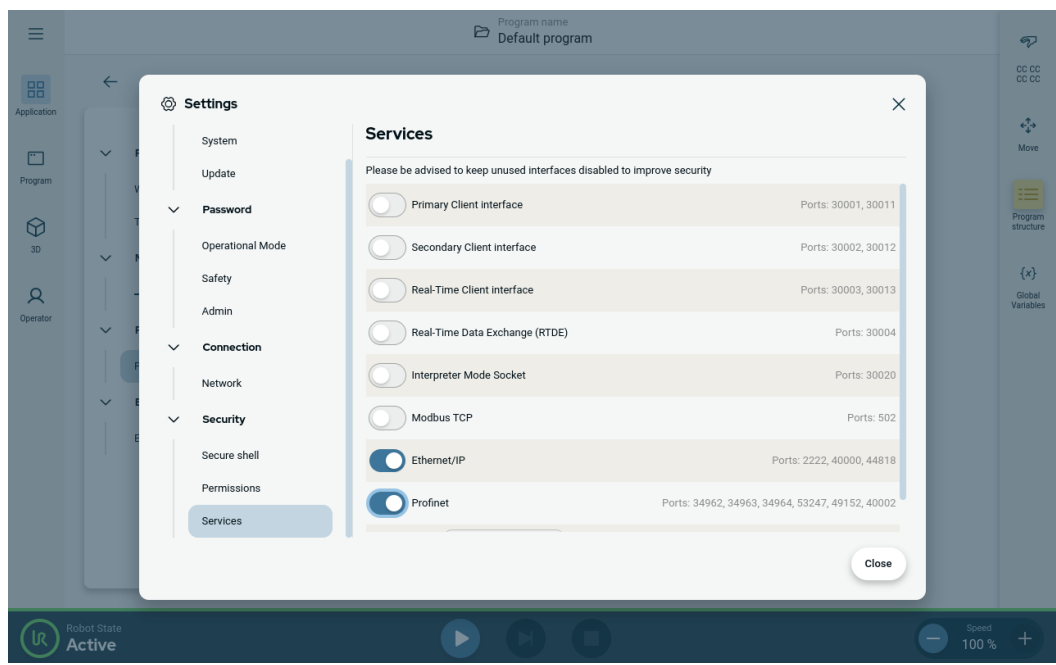 Program name
Default program
Application
Program
3D
Operator
Settings
System
Update
Password
Operational Mode
Safety
Admin
Connection
Network
Security
Secure shell
Permissions
Services
Services
Please be advised to keep unused interfaces disabled to improve security
Primary Client interface Ports: 30001, 30011
Secondary Client interface Ports: 30002, 30012
Real-Time Client interface Ports: 30003, 30013
Real-Time Data Exchange (RTDE) Ports: 30004
Interpreter Mode Socket Ports: 30020
Modbus TCP Ports: 502
Ethernet/IP Ports: 2222, 40000, 44818
Profinet Ports: 34962, 34963, 34964, 53247, 49152, 40002
Close
CC CC
CC CC
Move
Program
structure
{x}
Global
Variables
UR
Robot State
Active
Speed
100 %